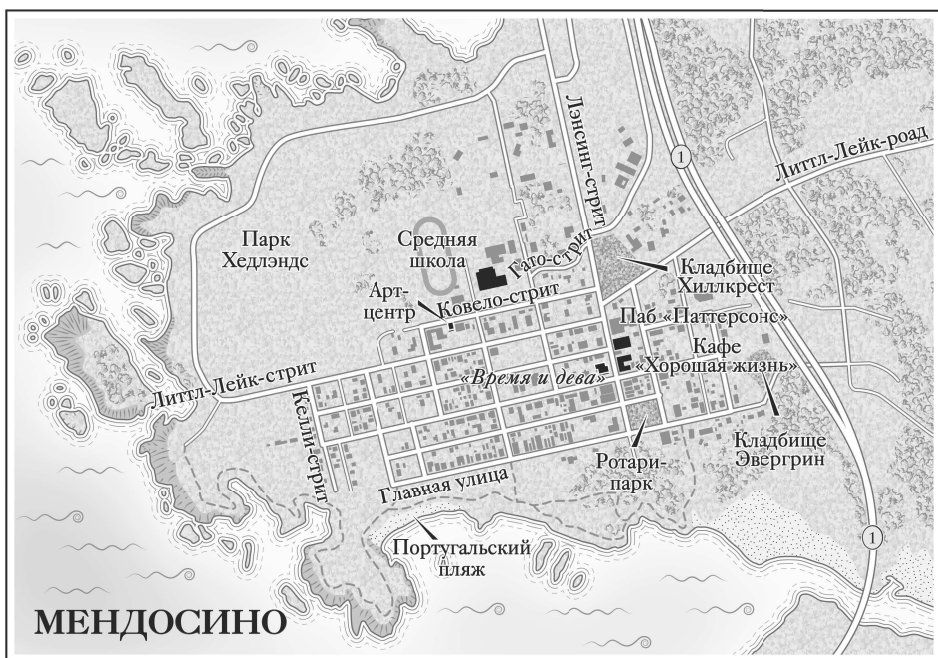 Лэнсинг-стрит
1
Литтл-Лейк-роад
Парк
Хедлэндс
Средняя
школа
Гато-стрит
Кладбище
Хиллкрест
Арт-
центр
Ковело-стрит
Паб «Паттерсонс»
Кафе
«Хорошая жизнь»
«Время и дева»
Литтл-Лейк-стрит
Келли-стрит
Кладбище
Эвергрин
Ротари-
парк
Главная улица
Португальский
пляж
1
МЕНДОСИНО